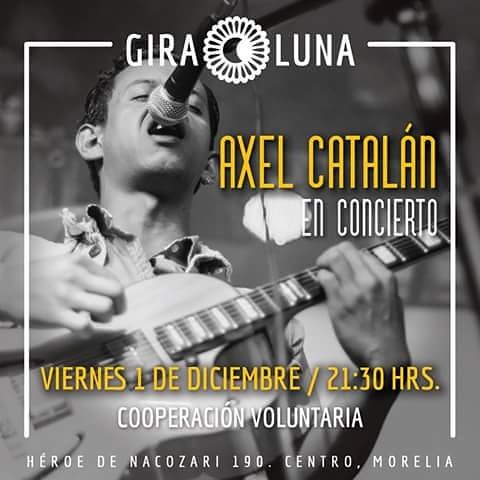 GIRA LUNA
AXEL CATALÁN
EN CONCIERTO
VIERNES 1 DE DICIEMBRE / 21:30 HRS.
COOPERACIÓN VOLUNTARIA
HÉROE DE NACOZARI 190. CENTRO, MORELIA